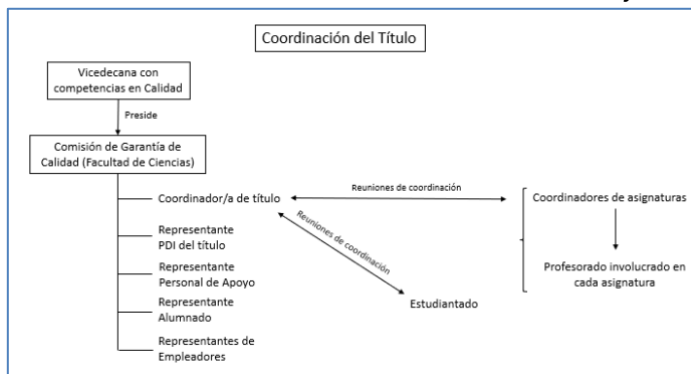 Coordinación del Título
Vicedecana con
competencias en Calidad
Preside
Comisión de Garantía de
Calidad (Facultad de Ciencias)
Coordinador/a de título
Reuniones de coordinación
Coordinadores de asignaturas
Reuniones de coordinación
Representante
PDI del título
Profesorado involucrado en
cada asignatura
Representante
Personal de Apoyo
Estudiantado
Representante
Alumnado
Representantes de
Empleadores